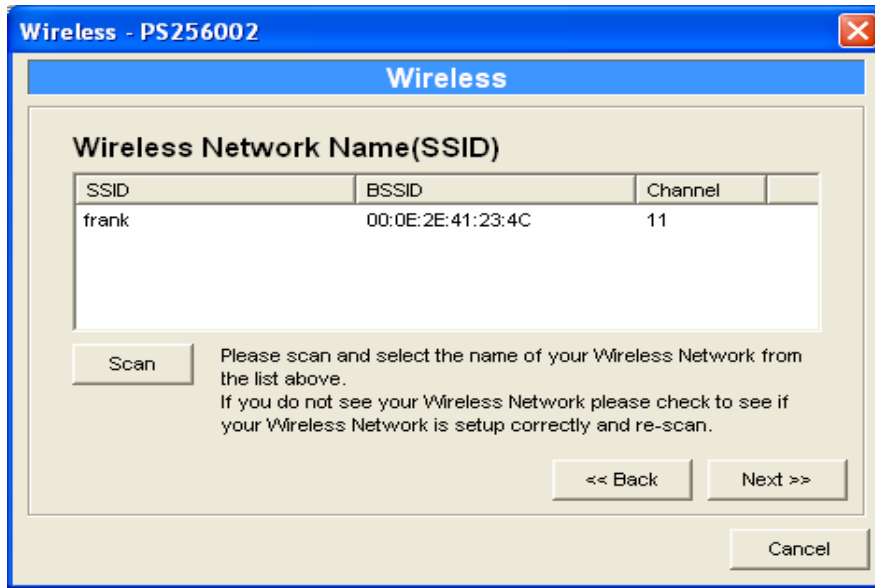 Wireless - PS256002
Wireless
Wireless Network Name(SSID)
SSID BSSID Channel
frank 00:0E:2E:41:23:4C 11
Scan
Please scan and select the name of your Wireless Network from
the list above.
If you do not see your Wireless Network please check to see if
your Wireless Network is setup correctly and re-scan.
<< Back Next >>
Cancel